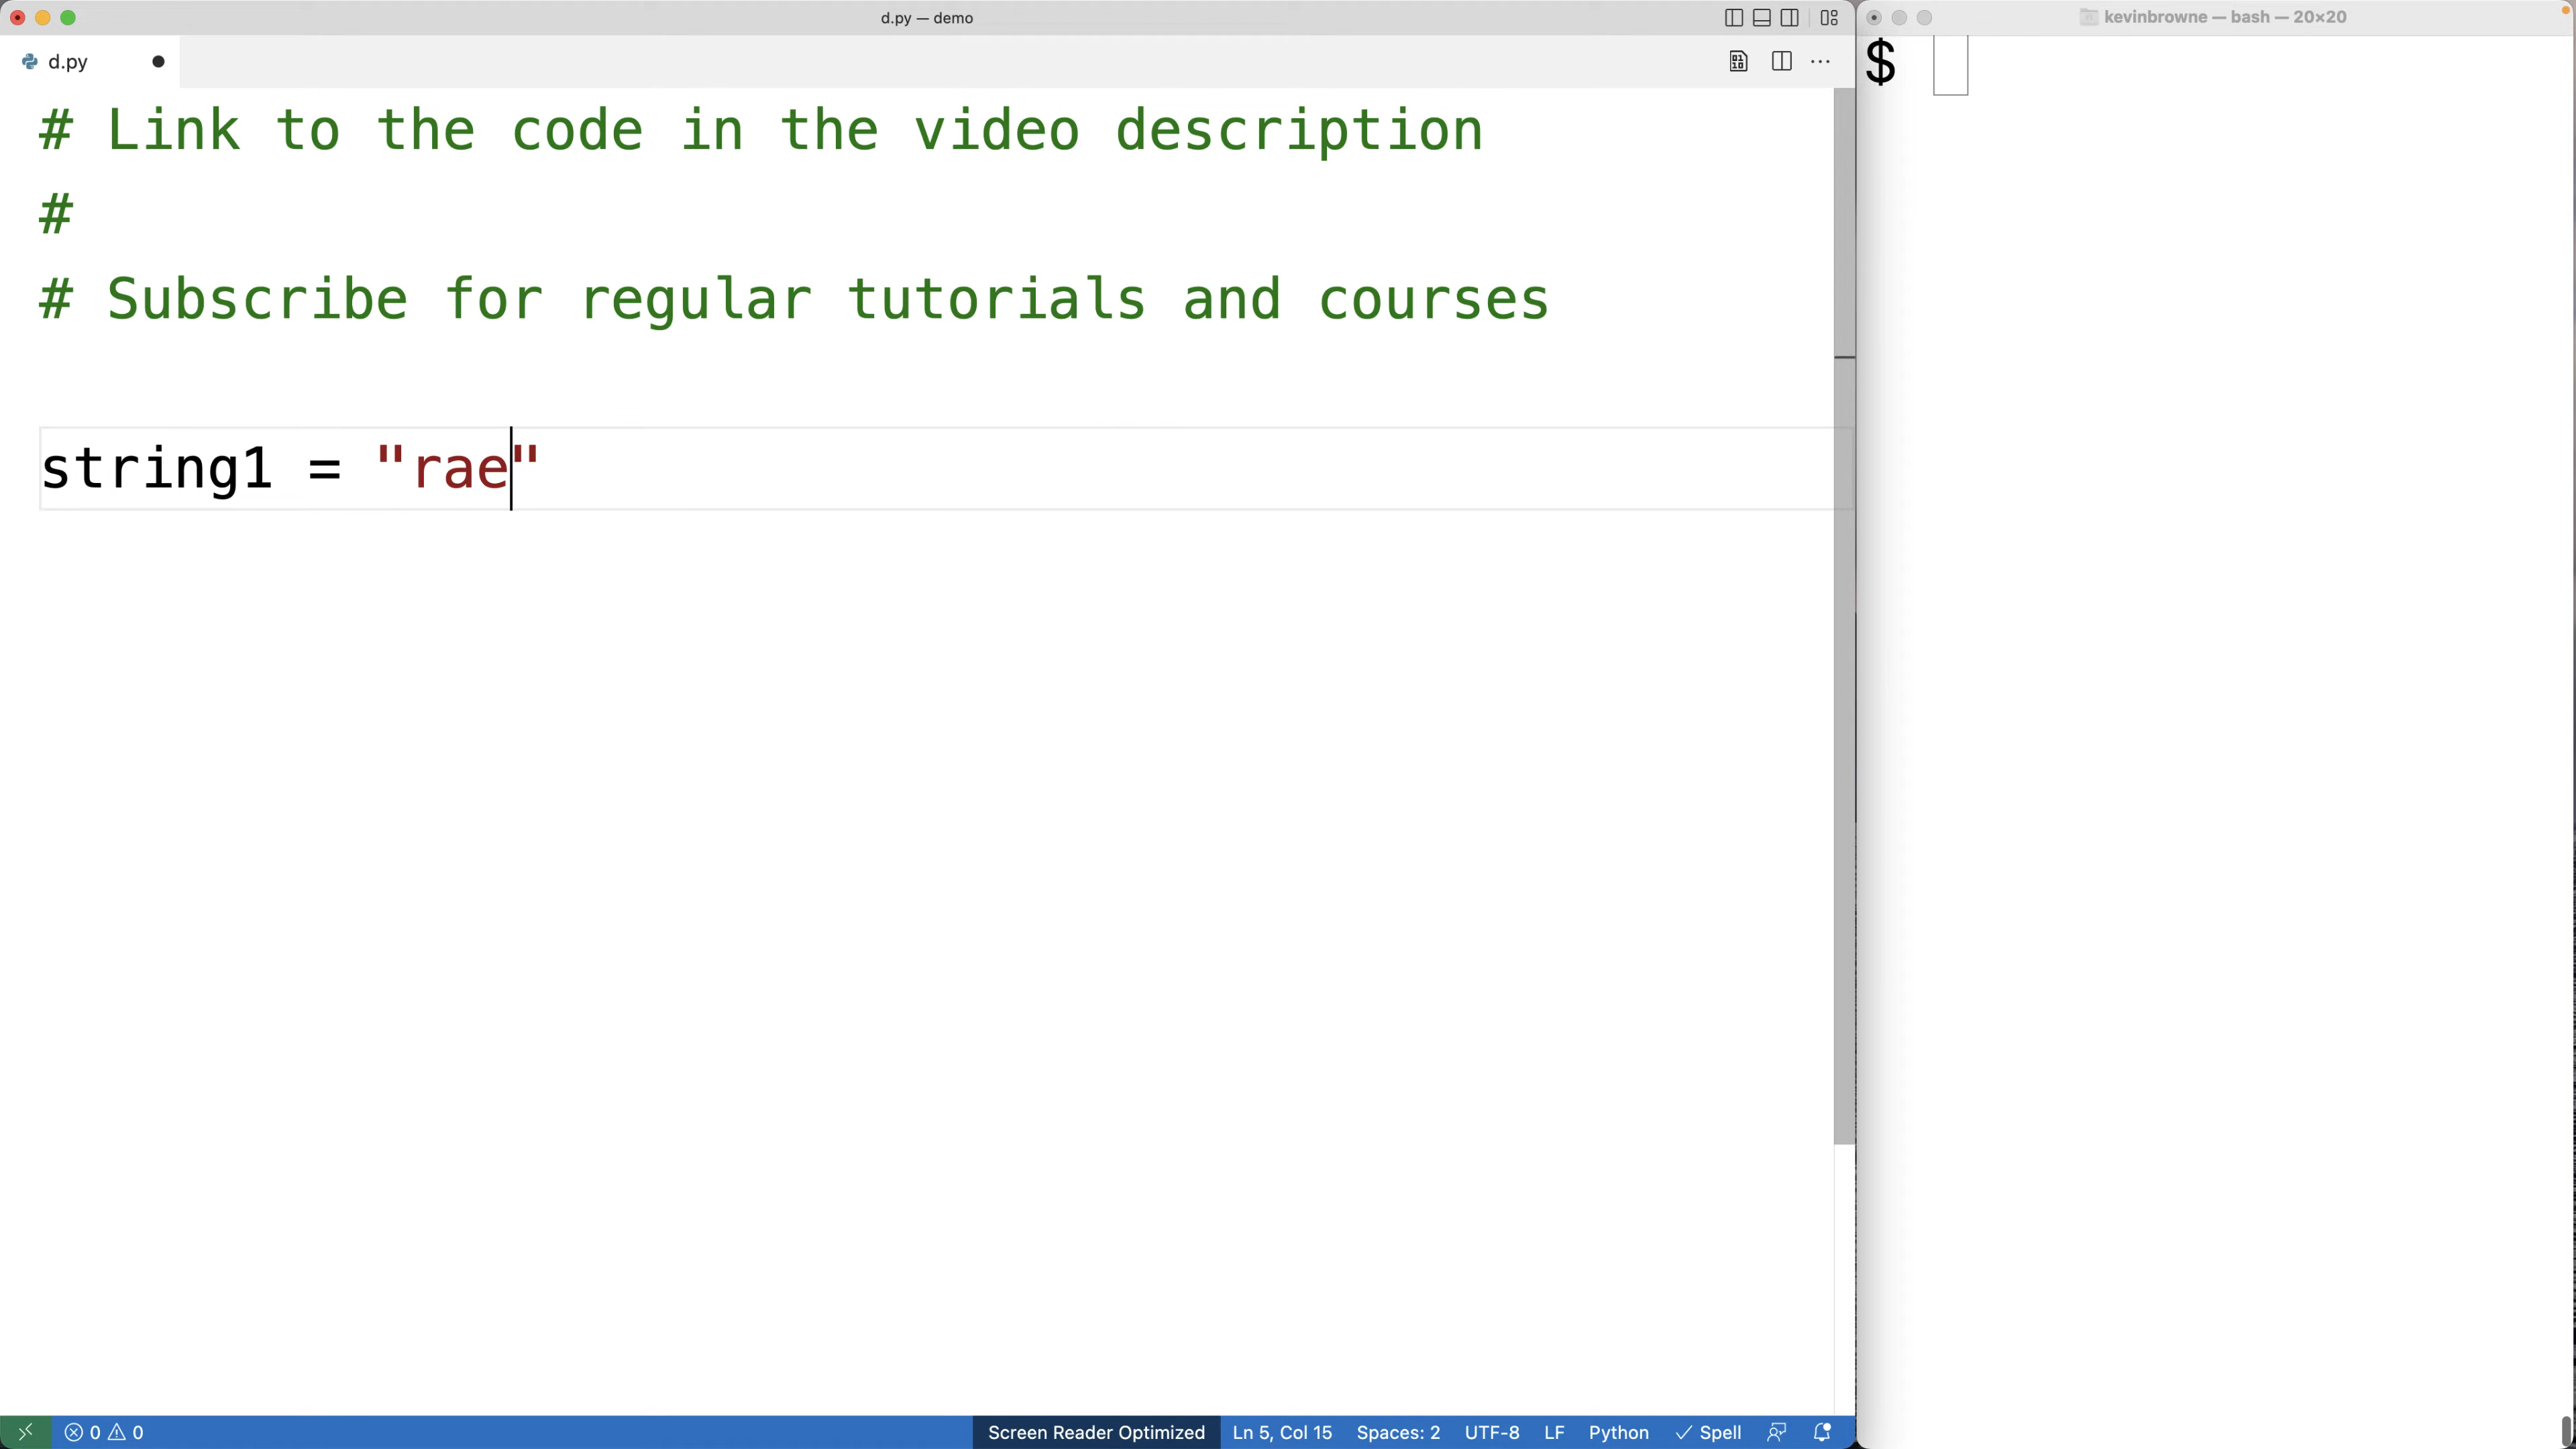 d.py — demo
kevinbrowne — bash — 20×20
d.py
$
# Link to the code in the video description
#
# Subscribe for regular tutorials and courses
string1 = "rae"
0 0
Screen Reader Optimized Ln 5, Col 15 Spaces: 2 UTF-8 LF Python Spell